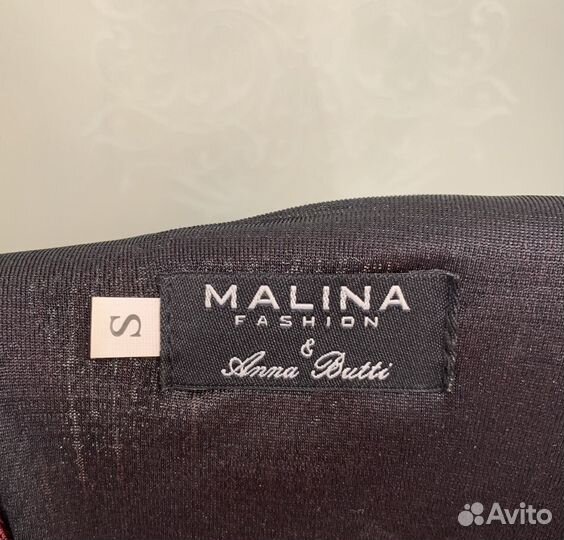 MALINA
FASHION
&
Anna Butti
S
Avito